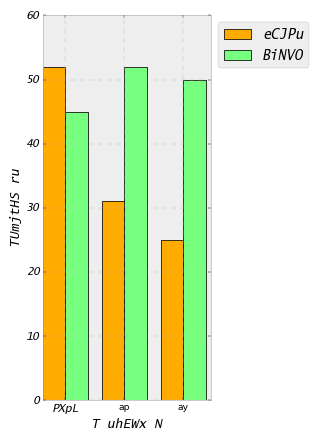 60
50
40
30
20
10
0
TUmjtHS ru
PXpL ap ay
T uhEWx N
eCJPu
BiNVO